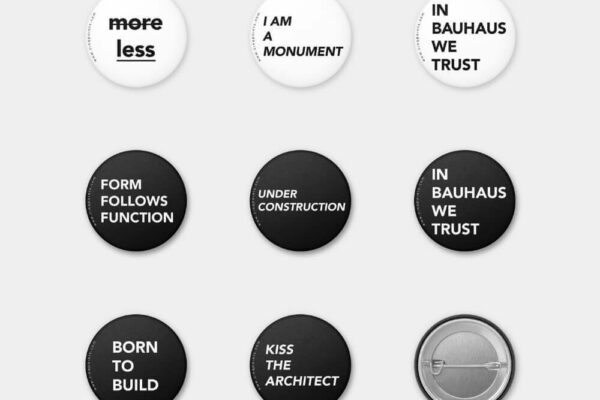 more
less
I AM
A
MONUMENT
IN
BAUHAUS
WE
TRUST
FORM
FOLLOWS
FUNCTION
UNDER
CONSTRUCTION
IN
BAUHAUS
WE
TRUST
BORN
TO
BUILD
KISS
THE
ARCHITECT